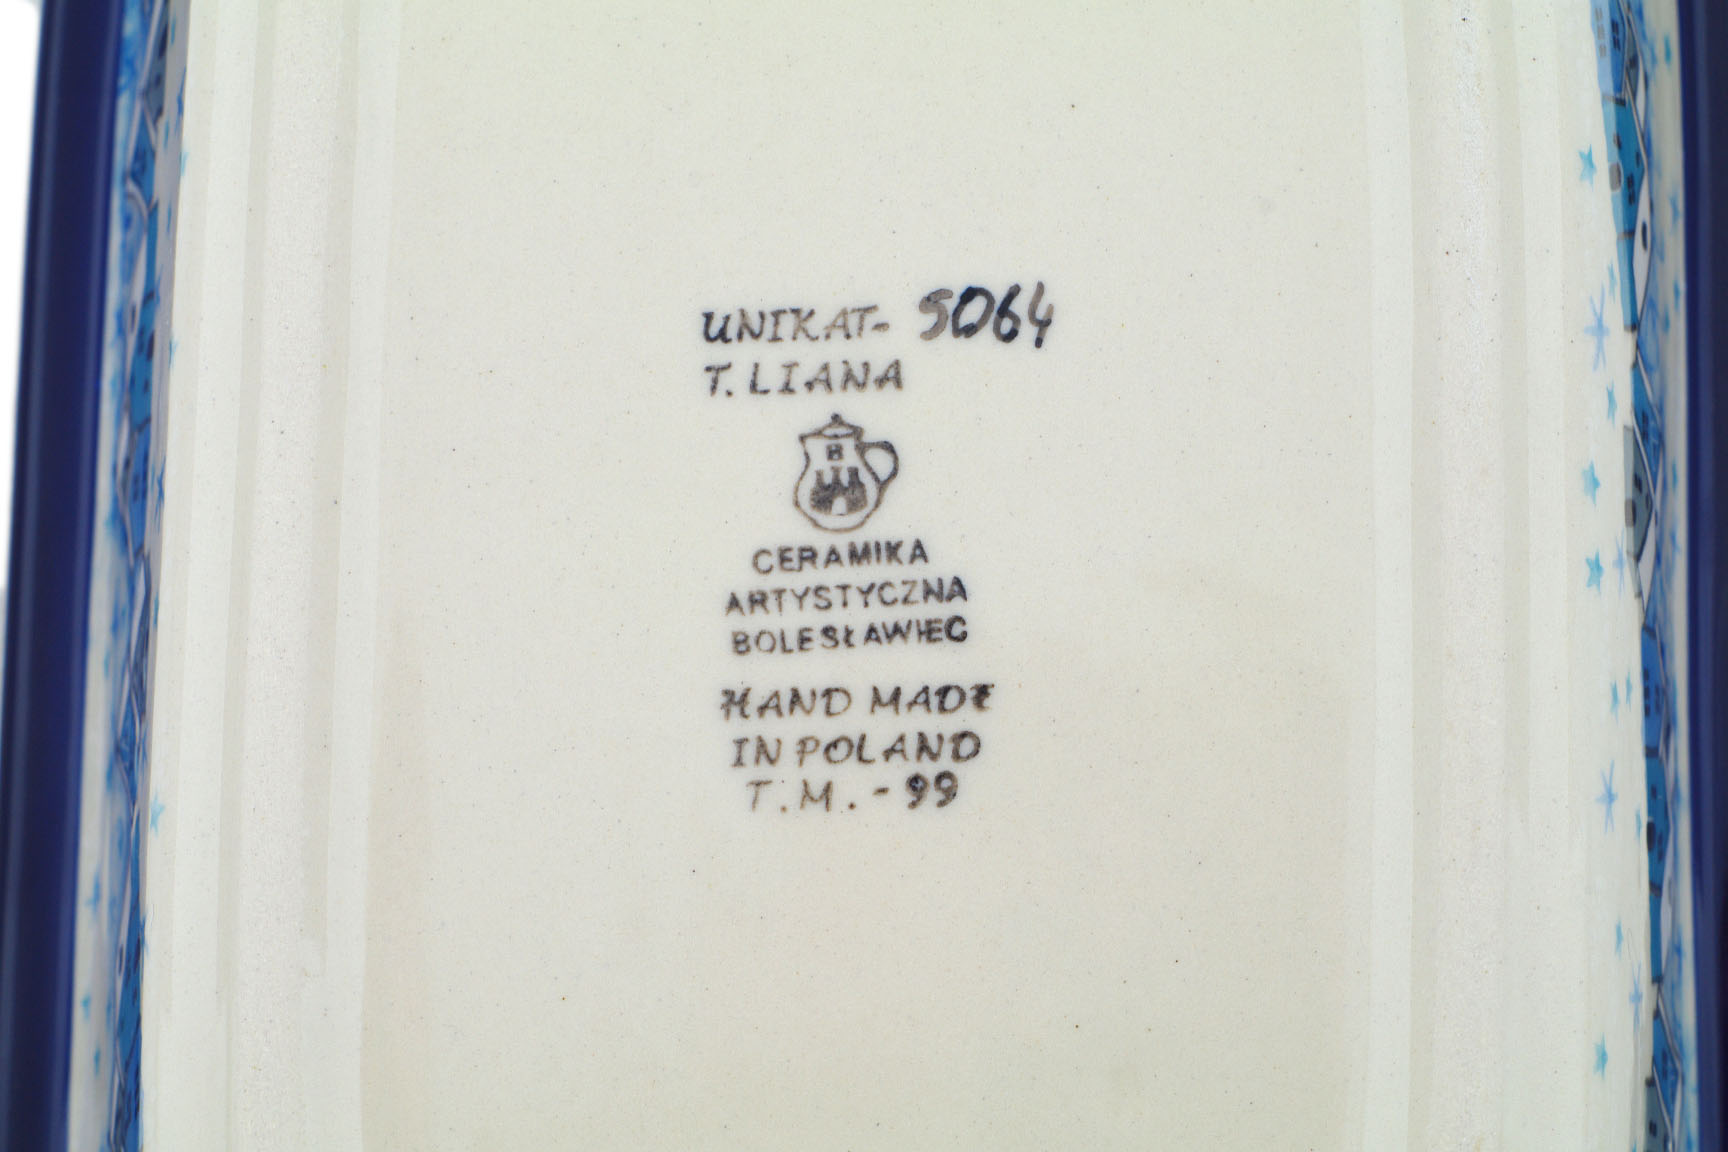 UNIKAT- 5064
T. LIANA
B
CERAMIKA
ARTYSTYCZNA
BOLESŁAWIEC
HAND MADE
IN POLAND
T.M.-99